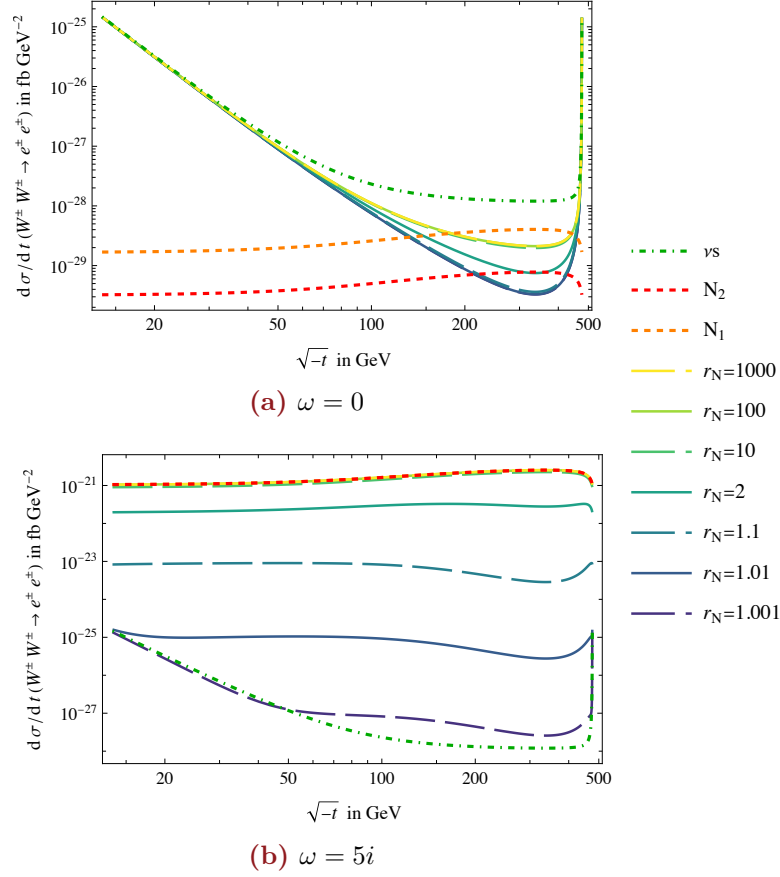 10⁻²⁵
10⁻²⁶
10⁻²⁷
10⁻²⁸
10⁻²⁹
dσ/dt (W± W± → e± e±) in fb GeV⁻²
20 50 100 200 500
√-t in GeV
(a) ω = 0
νs
N₂
N₁
r_N=1000
r_N=100
r_N=10
r_N=2
r_N=1.1
r_N=1.01
r_N=1.001
10⁻²¹
10⁻²³
10⁻²⁵
10⁻²⁷
dσ/dt (W± W± → e± e±) in fb GeV⁻²
20 50 100 200 500
√-t in GeV
(b) ω = 5i